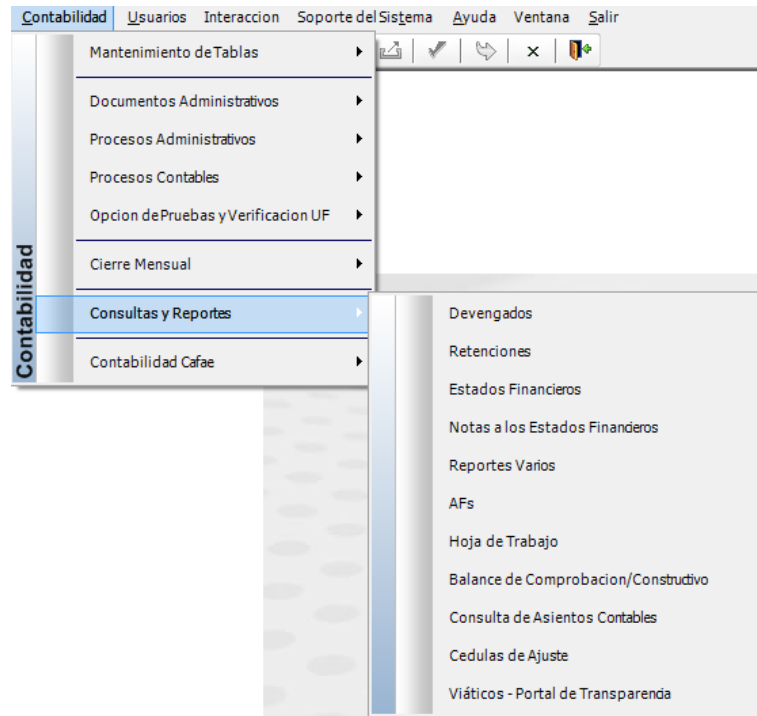 Contabilidad Usuarios Interaccion Soporte del Sistema Ayuda Ventana Salir
Mantenimiento de Tablas
Documentos Administrativos
Procesos Administrativos
Procesos Contables
Opcion de Pruebas y Verificacion UF
Cierre Mensual
Consultas y Reportes
Contabilidad Cafae
Contabilidad
Devengados
Retenciones
Estados Financieros
Notas a los Estados Financieros
Reportes Varios
AFs
Hoja de Trabajo
Balance de Comprobacion/Constructivo
Consulta de Asientos Contables
Cedulas de Ajuste
Viáticos - Portal de Transparencia